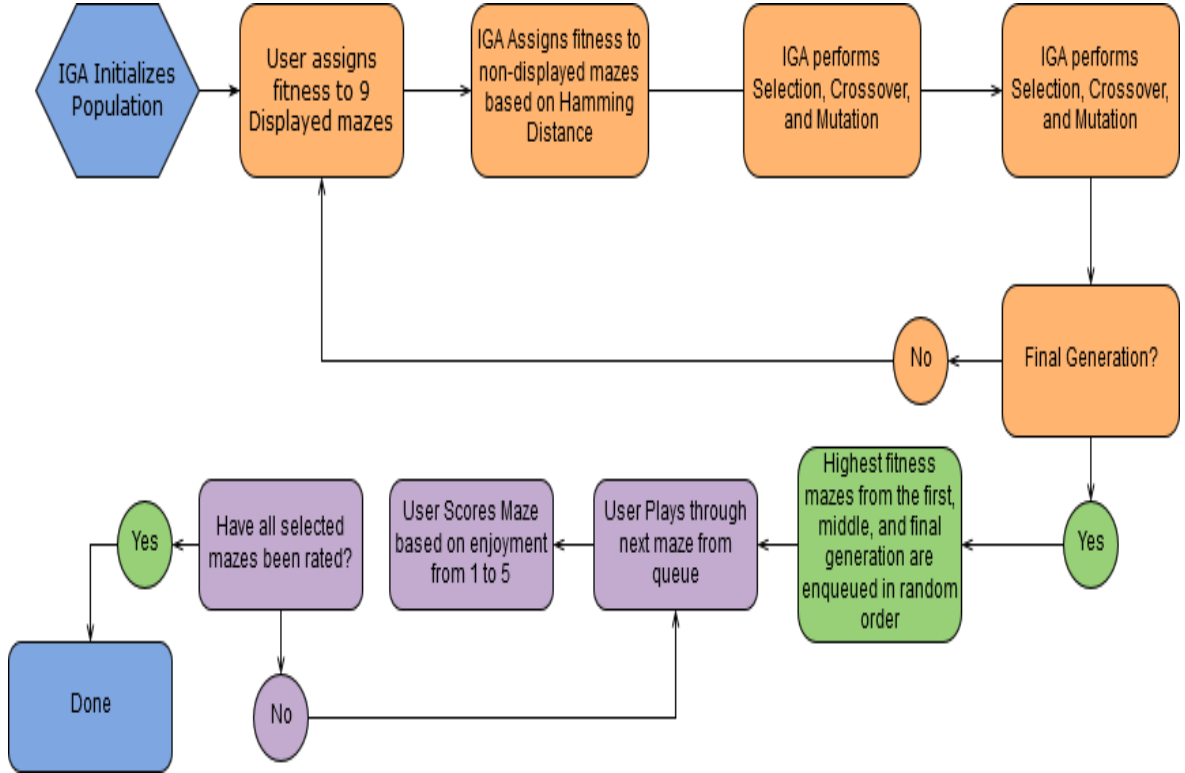 IGA Initializes
Population
User assigns
fitness to 9
Displayed mazes
IGA Assigns fitness to
non-displayed mazes
based on Hamming
Distance
IGA performs
Selection, Crossover,
and Mutation
IGA performs
Selection, Crossover,
and Mutation
Final Generation?
No
Yes
Highest fitness
mazes from the first,
middle, and final
generation are
enqueued in random
order
User Plays through
next maze from
queue
User Scores Maze
based on enjoyment
from 1 to 5
Have all selected
mazes been rated?
Yes
No
Done